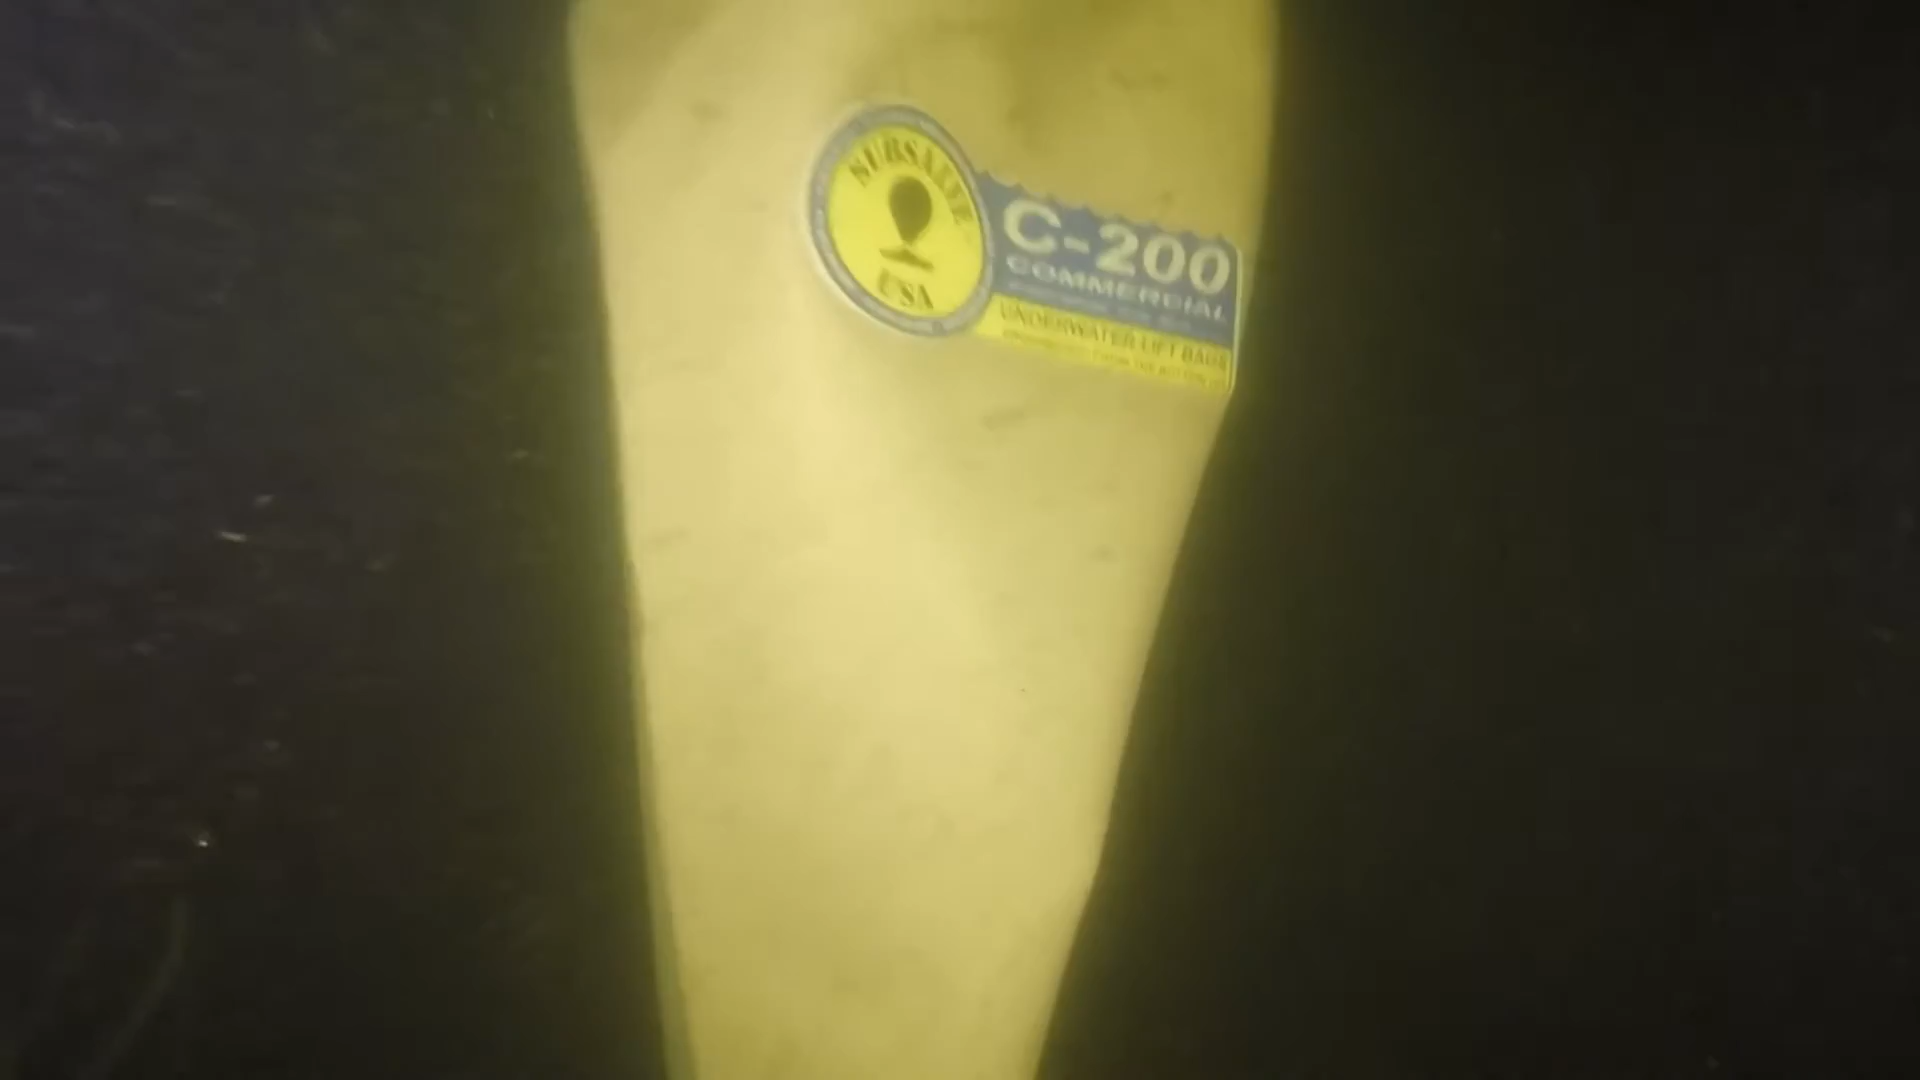 SUBSALVE
USA
C-200
COMMERCIAL
UNDERWATER LIFT BAGS